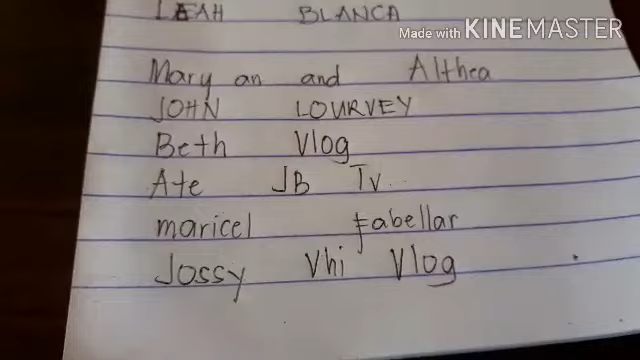 LEAH BLANCA
Made with KINEMASTER
Mary an and Althea
JOHN LOURVEY
Beth Vlog
Ate JB Tv
maricel fabellar
Jossy Vhi Vlog